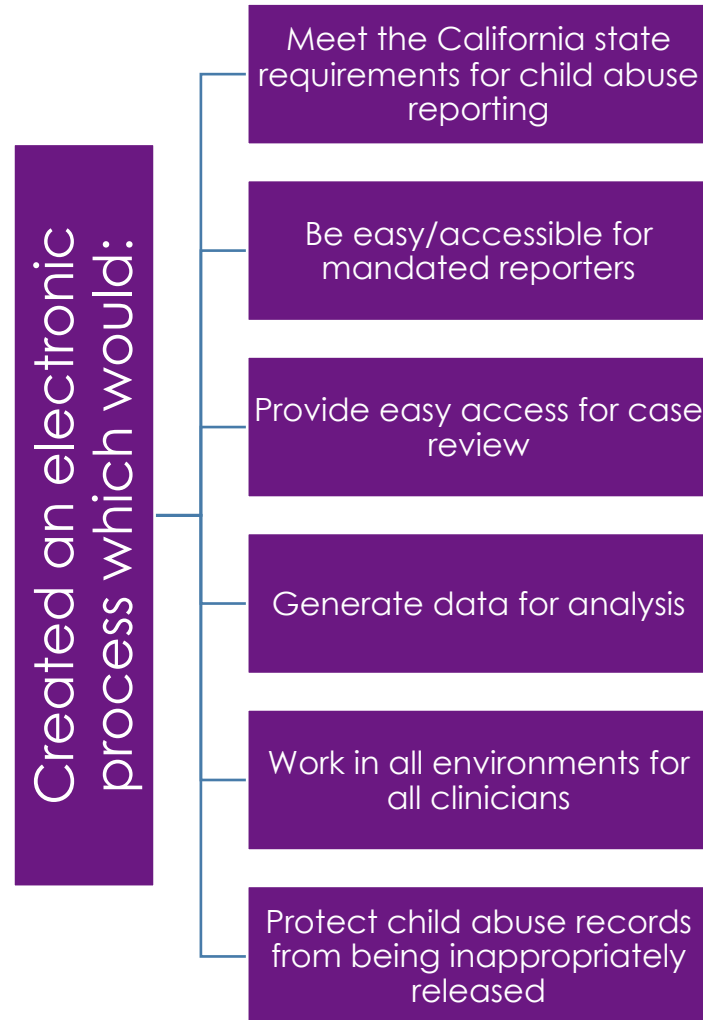 Created an electronic
process which would:
Meet the California state
requirements for child abuse
reporting
Be easy/accessible for
mandated reporters
Provide easy access for case
review
Generate data for analysis
Work in all environments for
all clinicians
Protect child abuse records
from being inappropriately
released